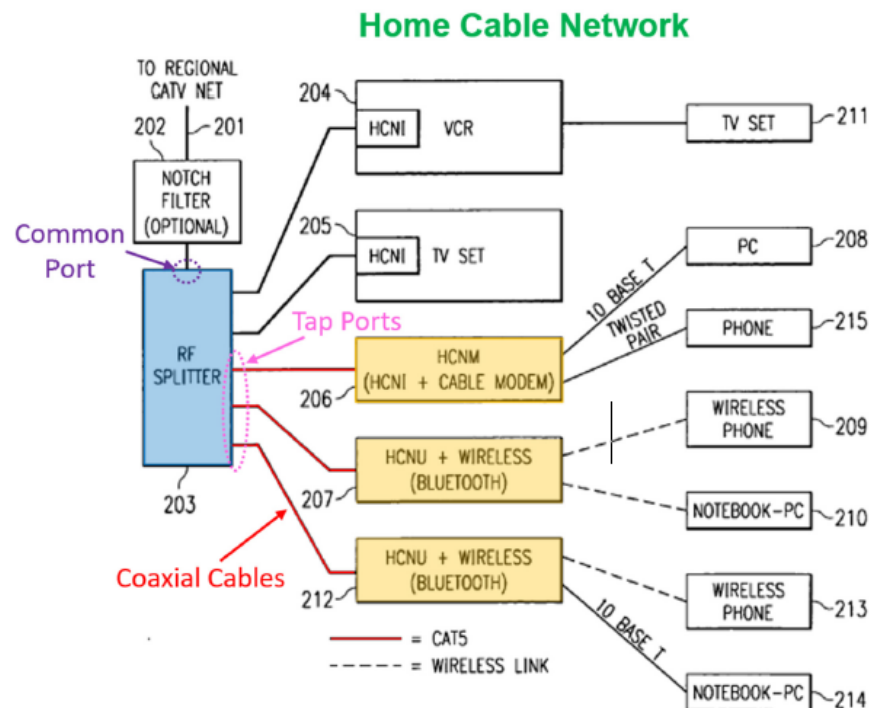 Home Cable Network
TO REGIONAL
CATV NET
201
202
NOTCH
FILTER
(OPTIONAL)
Common
Port
RF
SPLITTER
203
Tap Ports
Coaxial Cables
204
HCNI
VCR
TV SET
211
205
HCNI
TV SET
206
HCNM
(HCNI + CABLE MODEM)
10 BASE T
PC
208
TWISTED
PAIR
PHONE
215
207
HCNU + WIRELESS
(BLUETOOTH)
WIRELESS
PHONE
209
NOTEBOOK-PC
210
212
HCNU + WIRELESS
(BLUETOOTH)
WIRELESS
PHONE
213
10 BASE T
NOTEBOOK-PC
214
= CAT5
= WIRELESS LINK